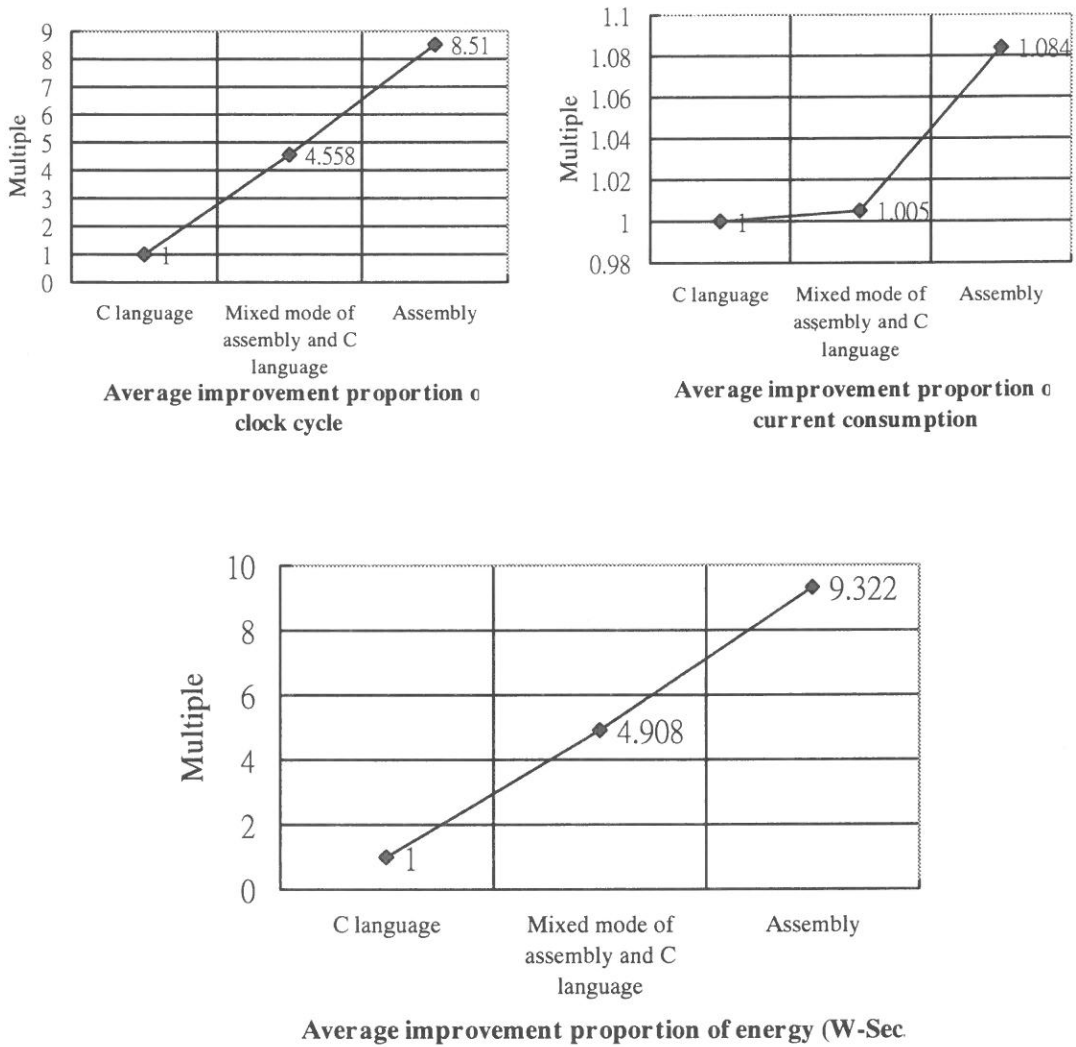 9
8
8
7
6
5
4
3
2
1
0
Multiple
8.51
4.558
1
C language
Mixed mode of
assembly and C
language
Assembly
Average improvement proportion o
clock cycle
1.1
1.08
1.06
1.04
1.02
1
0.98
Multiple
1.084
1.005
1
C language
Mixed mode of
assembly and C
language
Assembly
Average improvement proportion o
current consumption
10
8
6
4
2
0
Multiple
9.322
4.908
1
C language
Mixed mode of
assembly and C
language
Assembly
Average improvement proportion of energy (W-Sec